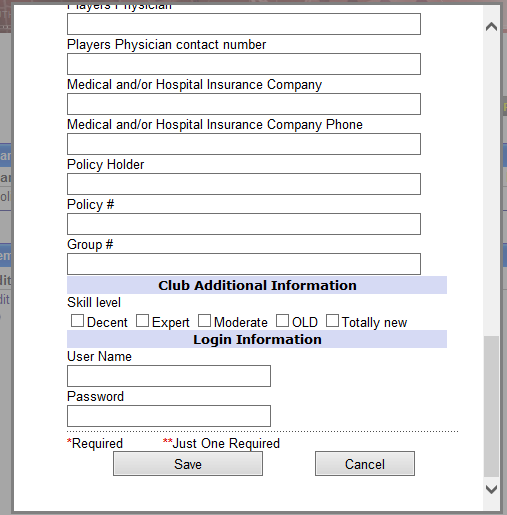 Players Physician
Players Physician contact number
Medical and/or Hospital Insurance Company
Medical and/or Hospital Insurance Company Phone
Policy Holder
Policy #
Group #
Club Additional Information
Skill level
Decent Expert Moderate OLD Totally new
Login Information
User Name
Password
*Required **Just One Required
Save Cancel